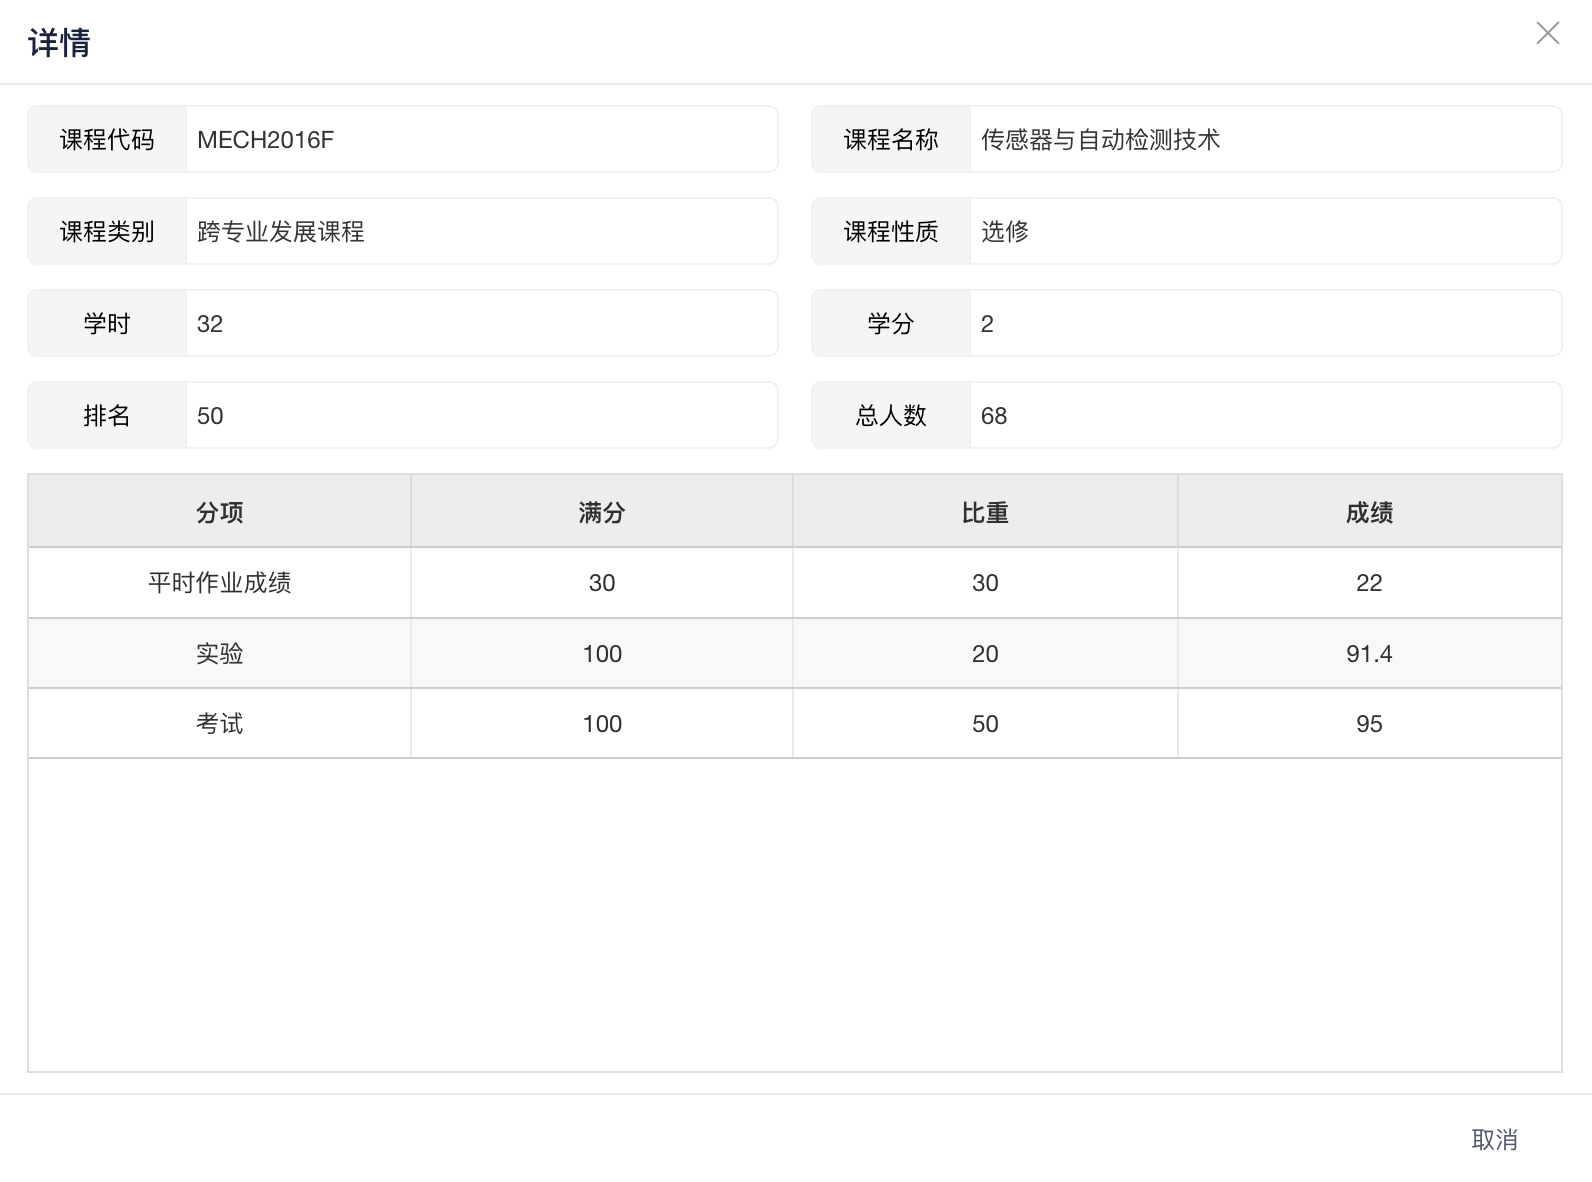 详情
课程代码 MECH2016F 课程名称 传感器与自动检测技术
课程类别 跨专业发展课程 课程性质 选修
学时 32 学分 2
排名 50 总人数 68
分项 满分 比重 成绩
平时作业成绩 30 30 22
实验 100 20 91.4
考试 100 50 95
取消